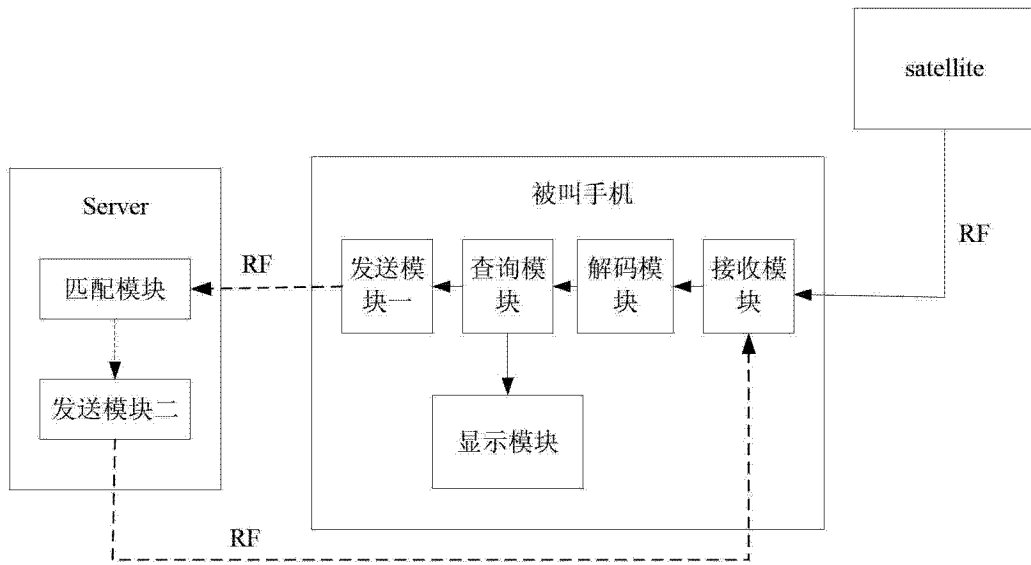 satellite
RF
被叫手机
Server
RF
发送模
块一
查询模
块
解码模
块
接收模
块
匹配模块
发送模块二
显示模块
RF